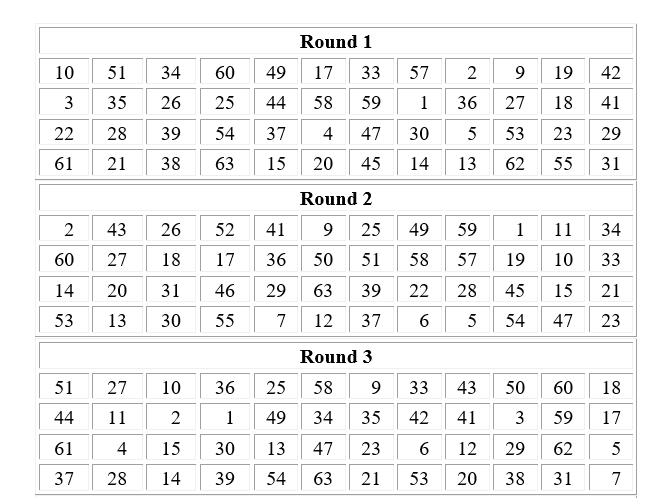 Round 1
10 51 34 60 49 17 33 57 2 9 19 42
3 35 26 25 44 58 59 1 36 27 18 41
22 28 39 54 37 4 47 30 5 53 23 29
61 21 38 63 15 20 45 14 13 62 55 31
Round 2
2 43 26 52 41 9 25 49 59 1 11 34
60 27 18 17 36 50 51 58 57 19 10 33
14 20 31 46 29 63 39 22 28 45 15 21
53 13 30 55 7 12 37 6 5 54 47 23
Round 3
51 27 10 36 25 58 9 33 43 50 60 18
44 11 2 1 49 34 35 42 41 3 59 17
61 4 15 30 13 47 23 6 12 29 62 5
37 28 14 39 54 63 21 53 20 38 31 7